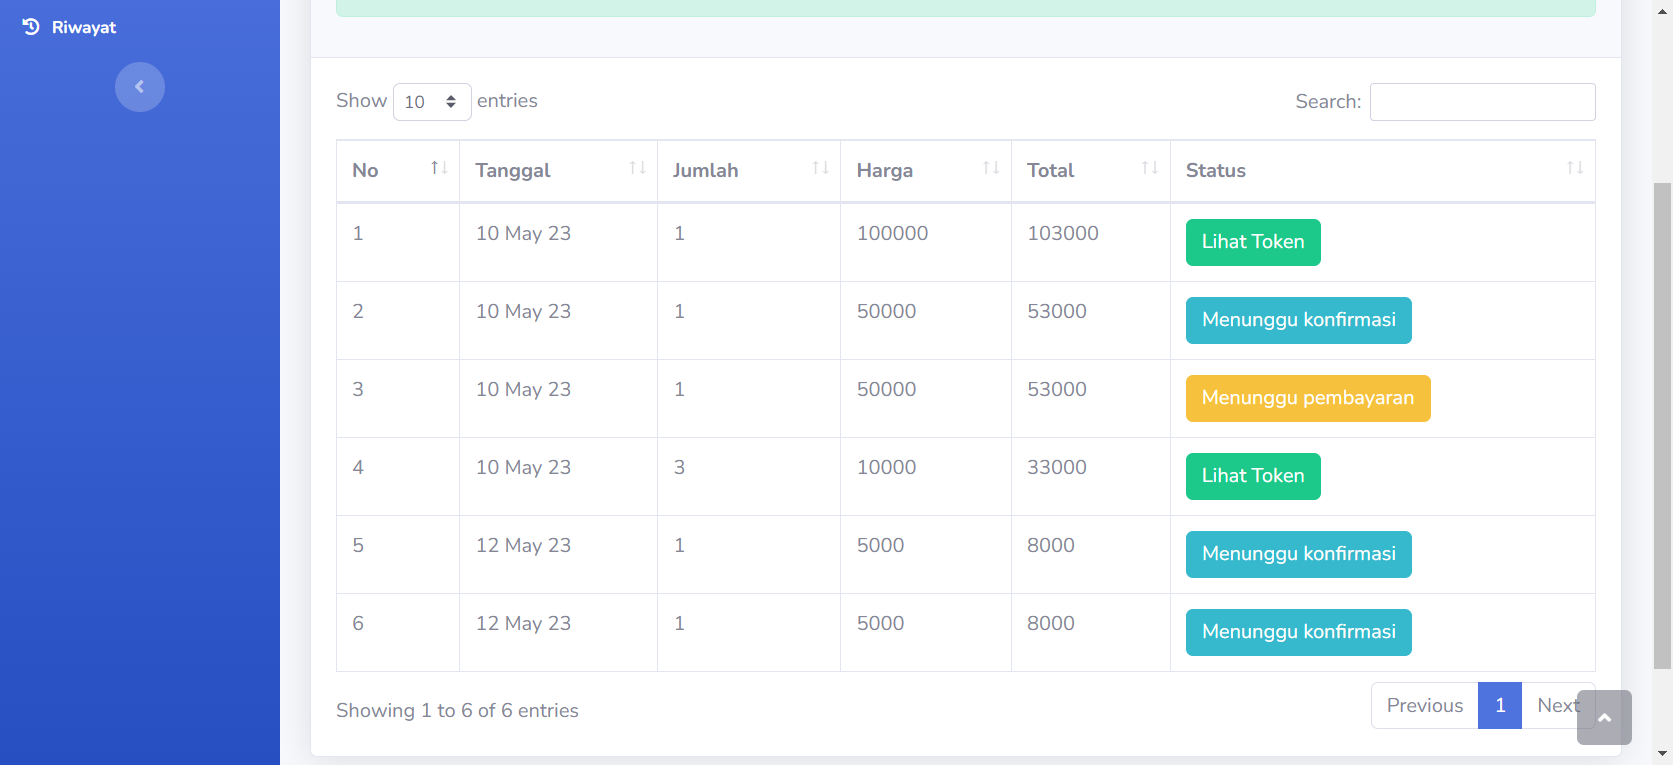 Riwayat
Show 10 entries
Search:
No Tanggal Jumlah Harga Total Status
1 10 May 23 1 100000 103000 Lihat Token
2 10 May 23 1 50000 53000 Menunggu konfirmasi
3 10 May 23 1 50000 53000 Menunggu pembayaran
4 10 May 23 3 10000 33000 Lihat Token
5 12 May 23 1 5000 8000 Menunggu konfirmasi
6 12 May 23 1 5000 8000 Menunggu konfirmasi
Showing 1 to 6 of 6 entries
Previous 1 Next